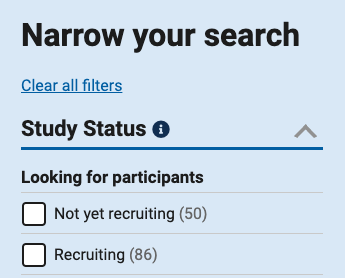 Narrow your search
Clear all filters
Study Status
Looking for participants
Not yet recruiting (50)
Recruiting (86)